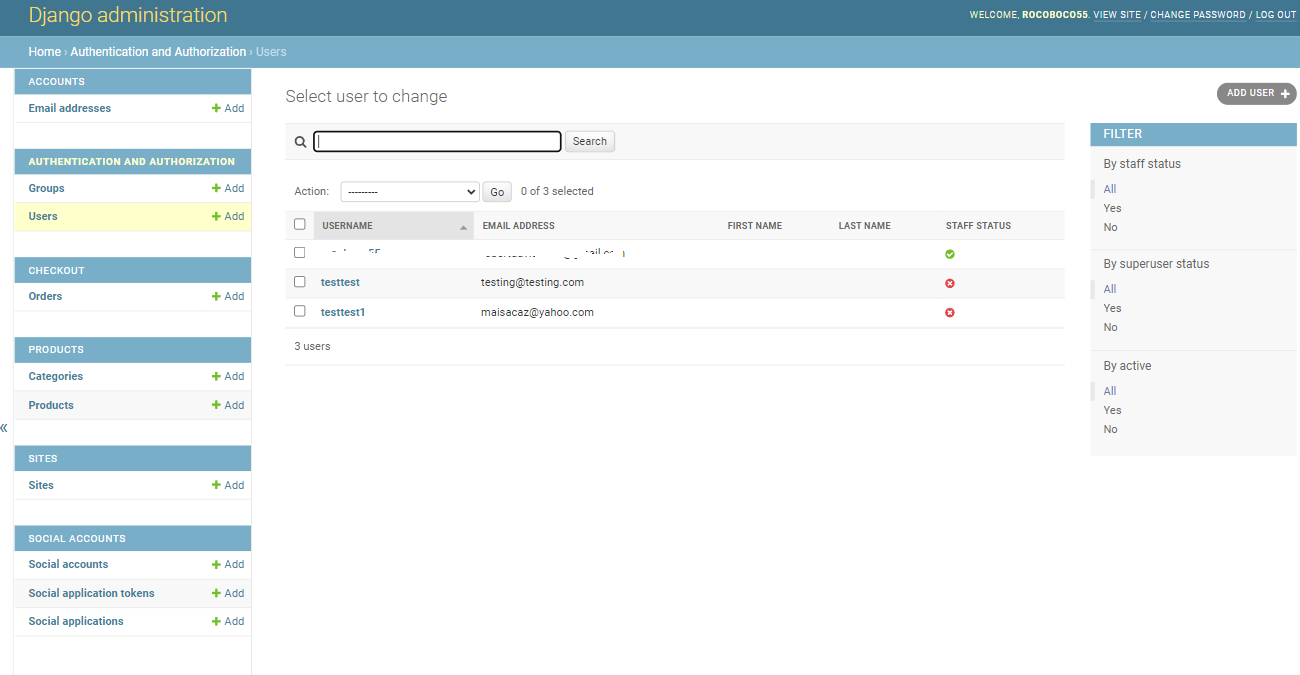 Django administration
WELCOME, ROCOBOCO55. VIEW SITE / CHANGE PASSWORD / LOG OUT
Home › Authentication and Authorization › Users
ACCOUNTS
Email addresses + Add
AUTHENTICATION AND AUTHORIZATION
Groups + Add
Users + Add
CHECKOUT
Orders + Add
PRODUCTS
Categories + Add
Products + Add
«
SITES
Sites + Add
SOCIAL ACCOUNTS
Social accounts + Add
Social application tokens + Add
Social applications + Add
Select user to change
ADD USER +
Search
Action: --------- Go 0 of 3 selected
USERNAME EMAIL ADDRESS FIRST NAME LAST NAME STAFF STATUS
testtest testing@testing.com
testtest1 maisacaz@yahoo.com
3 users
FILTER
By staff status
All
Yes
No
By superuser status
All
Yes
No
By active
All
Yes
No